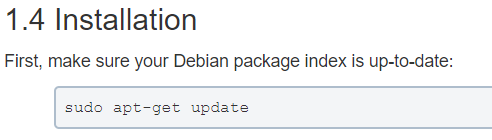 1.4 Installation
First, make sure your Debian package index is up-to-date:
sudo apt-get update